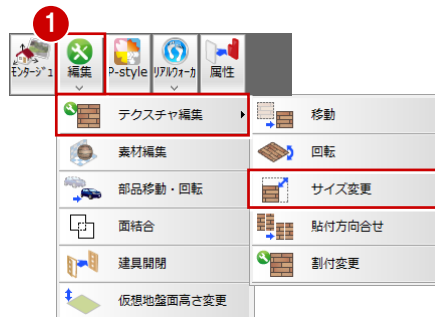 1
ﾓﾝﾀｰｼﾞｭ 編集 P-style ﾘｱﾙｳｫｰｶ 属性
テクスチャ編集
素材編集
部品移動・回転
面結合
建具開閉
仮想地盤面高さ変更
移動
回転
サイズ変更
貼付方向合せ
割付変更